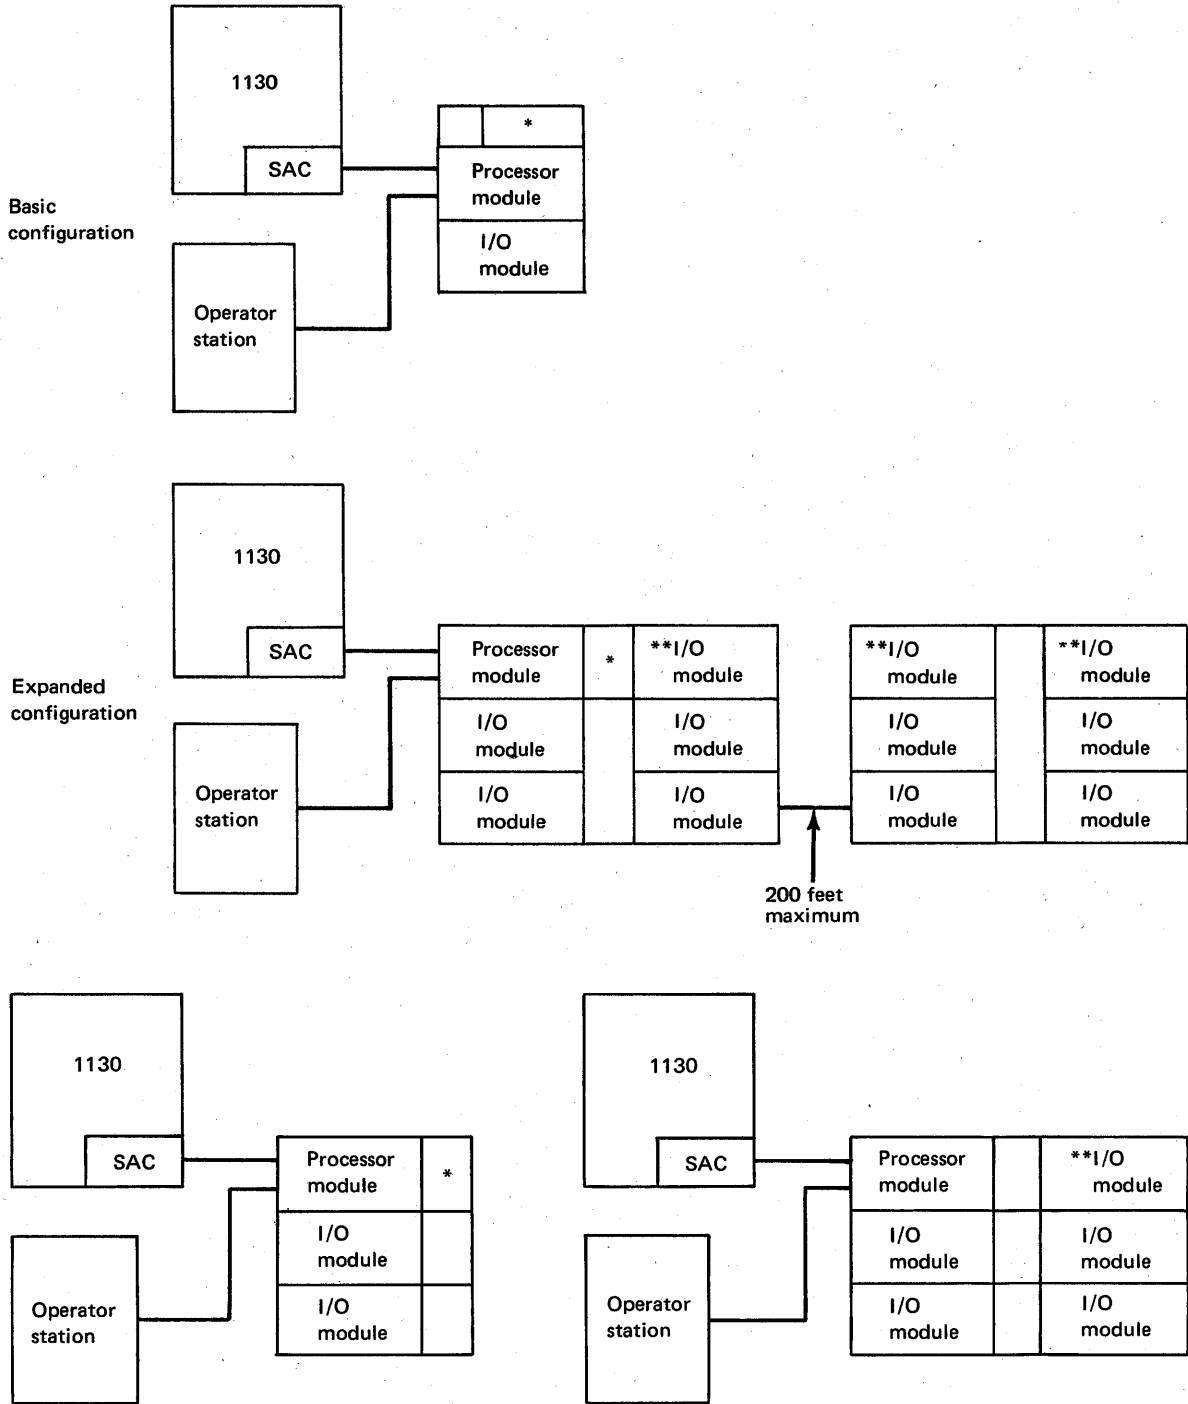 1130
SAC
*
Processor
module
I/O
module
Basic
configuration
Operator
station
1130
SAC
Expanded
configuration
Operator
station
Processor
module
*
**I/O
module
I/O
module
I/O
module
I/O
module
I/O
module
**I/O
module
**I/O
module
I/O
module
I/O
module
I/O
module
I/O
module
200 feet
maximum
1130
SAC
Processor
module
*
I/O
module
I/O
module
Operator
station
1130
SAC
Processor
module
**I/O
module
I/O
module
I/O
module
I/O
module
I/O
module
Operator
station